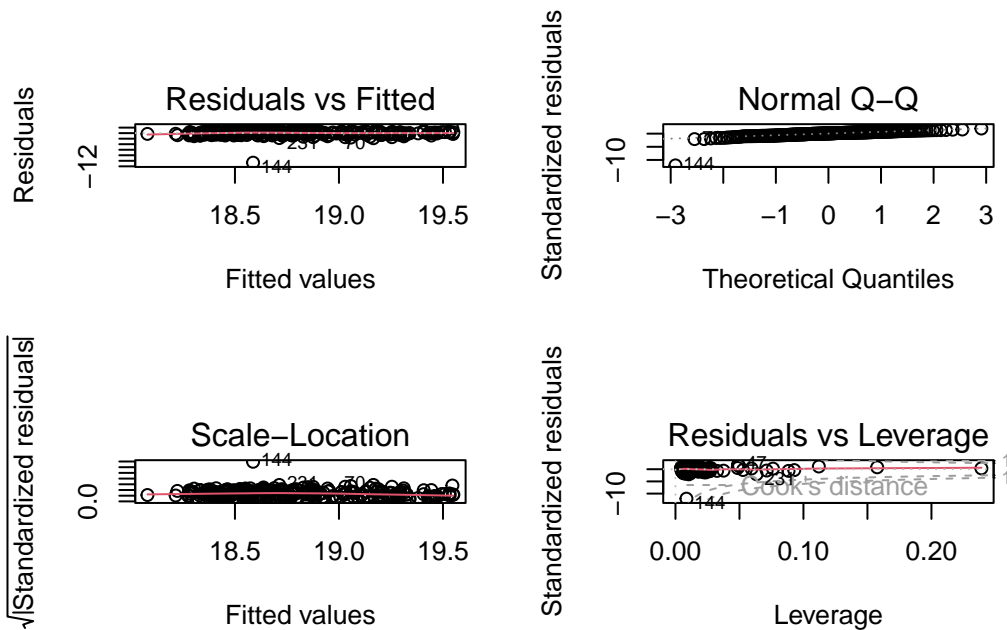 Residuals vs Fitted
Residuals
−12
231
70
144
18.5 19.0 19.5
Fitted values
Normal Q−Q
Standardized residuals
−10
144
−3 −1 0 1 2 3
Theoretical Quantiles
Scale−Location
√|Standardized residuals|
0.0
144
231
70
18.5 19.0 19.5
Fitted values
Residuals vs Leverage
Standardized residuals
−10
47
231
Cook's distance
144
0.00 0.10 0.20
Leverage